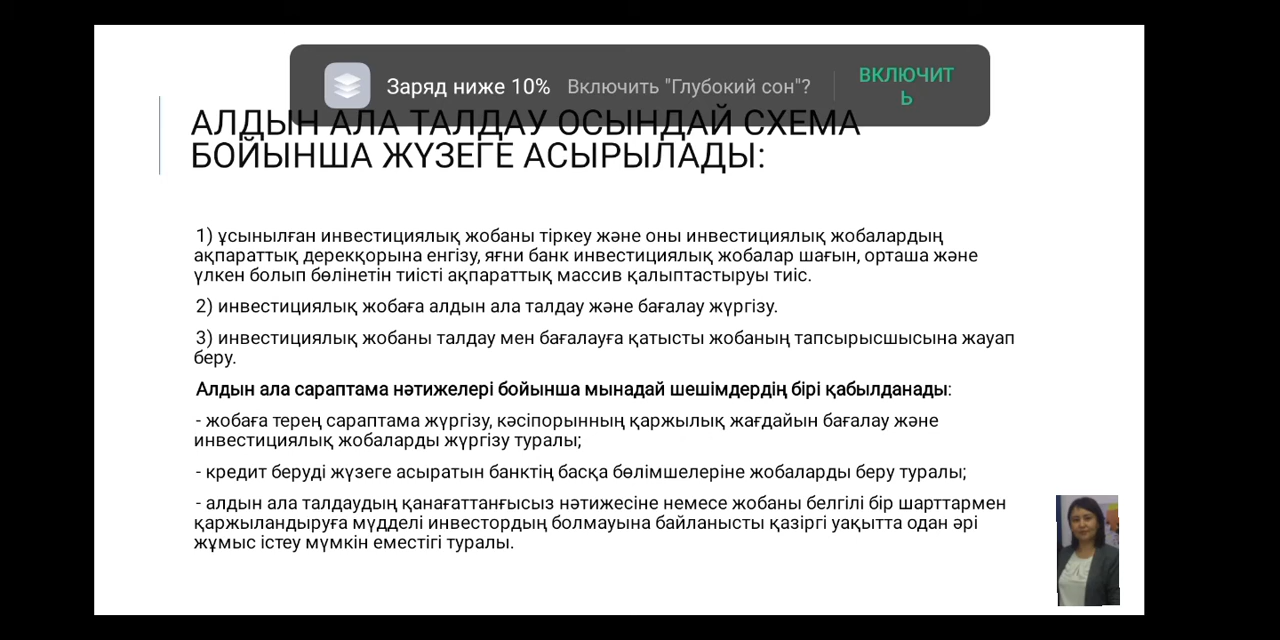 Заряд ниже 10% Включить "Глубокий сон"? ВКЛЮЧИТ
Ь
АЛДЫН АЛА ТАЛДАУ ОСЫНДАЙ СХЕМА
БОЙЫНША ЖҮЗЕГЕ АСЫРЫЛАДЫ:
1) ұсынылған инвестициялық жобаны тіркеу және оны инвестициялық жобалардың
ақпараттық дерекқорына енгізу, яғни банк инвестициялық жобалар шағын, орташа және
үлкен болып бөлінетін тиісті ақпараттық массив қалыптастыруы тиіс.
2) инвестициялық жобаға алдын ала талдау және бағалау жүргізу.
3) инвестициялық жобаны талдау мен бағалауға қатысты жобаның тапсырысшысына жауап
беру.
Алдын ала сараптама нәтижелері бойынша мынадай шешімдердің бірі қабылданады:
- жобаға терең сараптама жүргізу, кәсіпорынның қаржылық жағдайын бағалау және
инвестициялық жобаларды жүргізу туралы;
- кредит беруді жүзеге асыратын банктің басқа бөлімшелеріне жобаларды беру туралы;
- алдын ала талдаудың қанағаттанғысыз нәтижесіне немесе жобаны белгілі бір шарттармен
қаржыландыруға мүдделі инвестордың болмауына байланысты қазіргі уақытта одан әрі
жұмыс істеу мүмкін еместігі туралы.